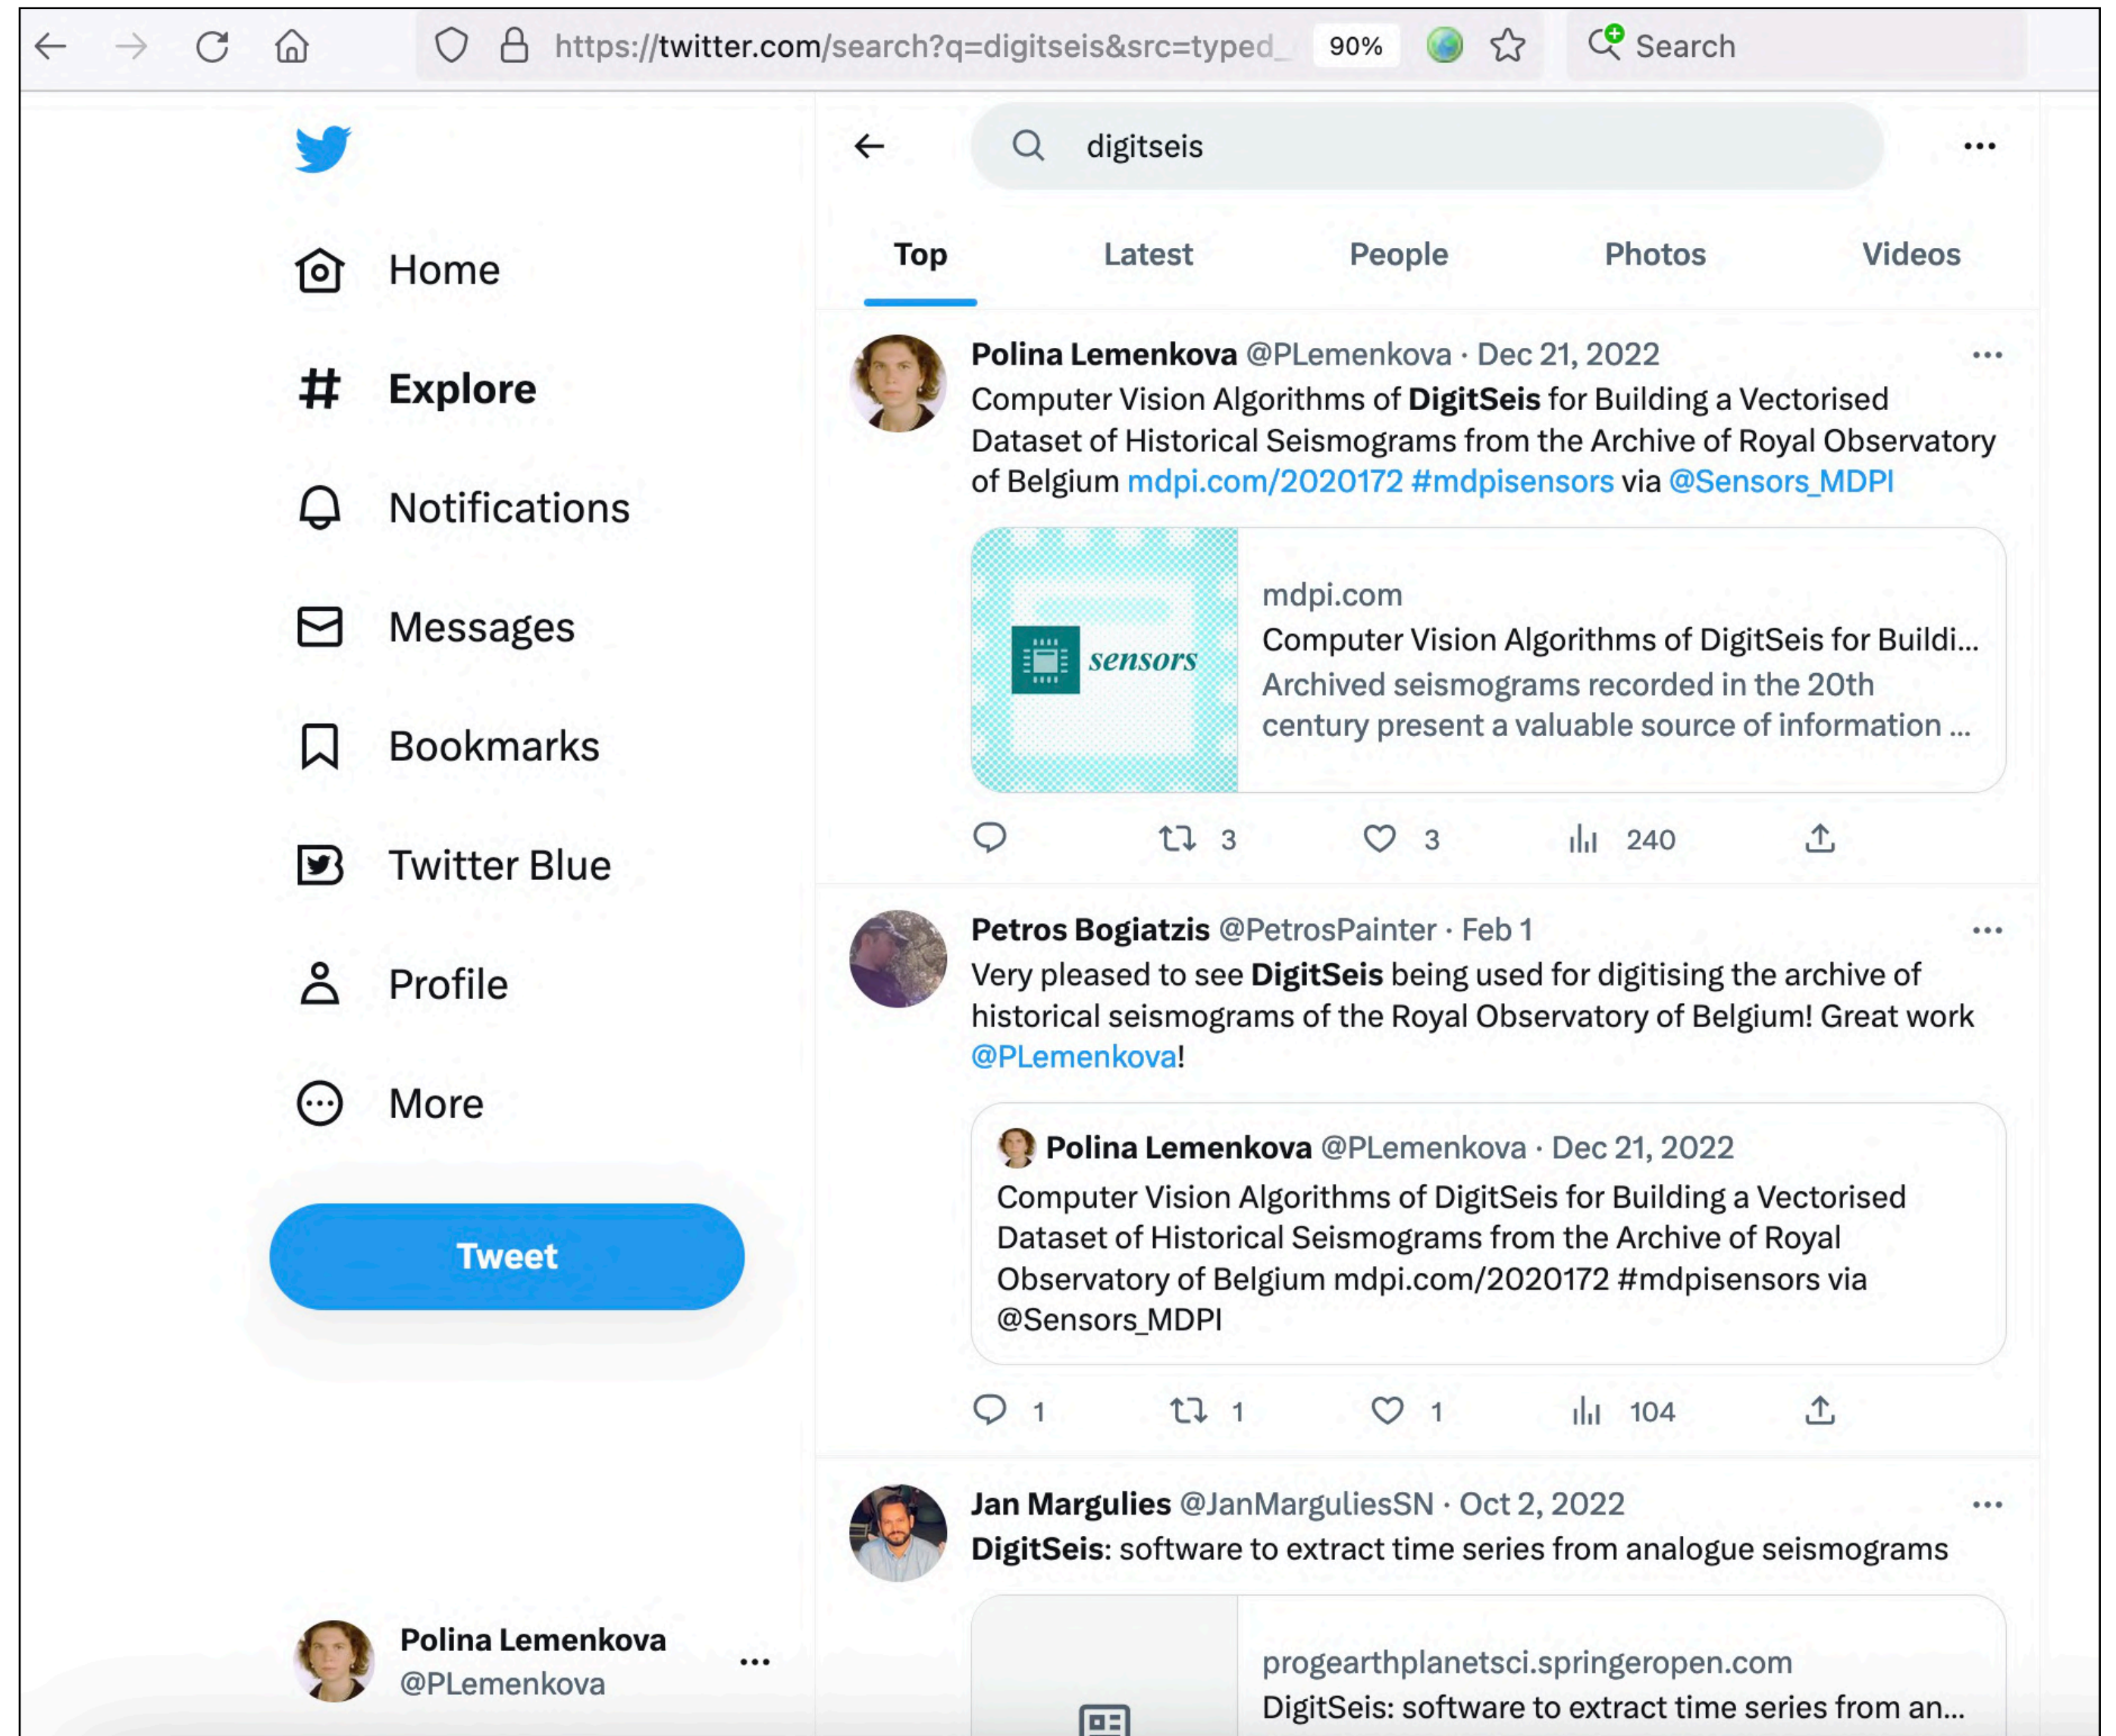 https://twitter.com/search?q=digitseis&src=typed_
90%
Search
digitseis
Home
Explore
Notifications
Messages
Bookmarks
Twitter Blue
Profile
More
Tweet
Polina Lemenkova
@PLemenkova
Top Latest People Photos Videos
Polina Lemenkova @PLemenkova · Dec 21, 2022
Computer Vision Algorithms of DigitSeis for Building a Vectorised
Dataset of Historical Seismograms from the Archive of Royal Observatory
of Belgium mdpi.com/2020172 #mdpisensors via @Sensors_MDPI
sensors
mdpi.com
Computer Vision Algorithms of DigitSeis for Buildi...
Archived seismograms recorded in the 20th
century present a valuable source of information ...
3 3 240
Petros Bogiatzis @PetrosPainter · Feb 1
Very pleased to see DigitSeis being used for digitising the archive of
historical seismograms of the Royal Observatory of Belgium! Great work
@PLemenkova!
Polina Lemenkova @PLemenkova · Dec 21, 2022
Computer Vision Algorithms of DigitSeis for Building a Vectorised
Dataset of Historical Seismograms from the Archive of Royal
Observatory of Belgium mdpi.com/2020172 #mdpisensors via
@Sensors_MDPI
1 1 1 104
Jan Margulies @JanMarguliesSN · Oct 2, 2022
DigitSeis: software to extract time series from analogue seismograms
progearthplanetsci.springeropen.com
DigitSeis: software to extract time series from an...